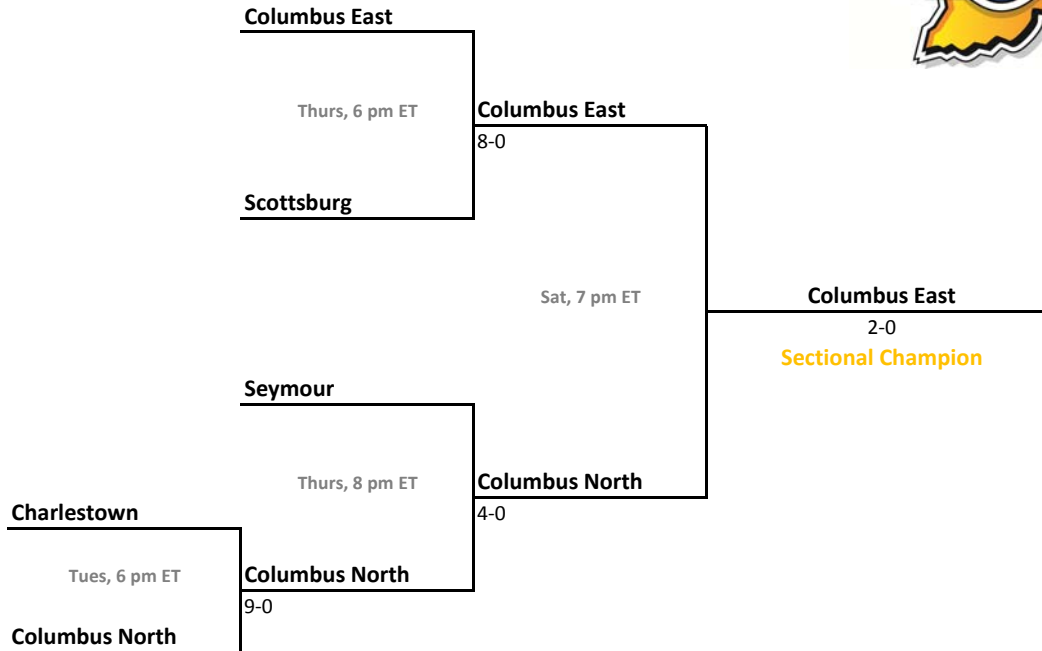 Columbus East
Thurs, 6 pm ET
Columbus East
8-0
Scottsburg
Sat, 7 pm ET
Columbus East
2-0
Sectional Champion
Seymour
Thurs, 8 pm ET
Columbus North
4-0
Charlestown
Tues, 6 pm ET
Columbus North
9-0
Columbus North